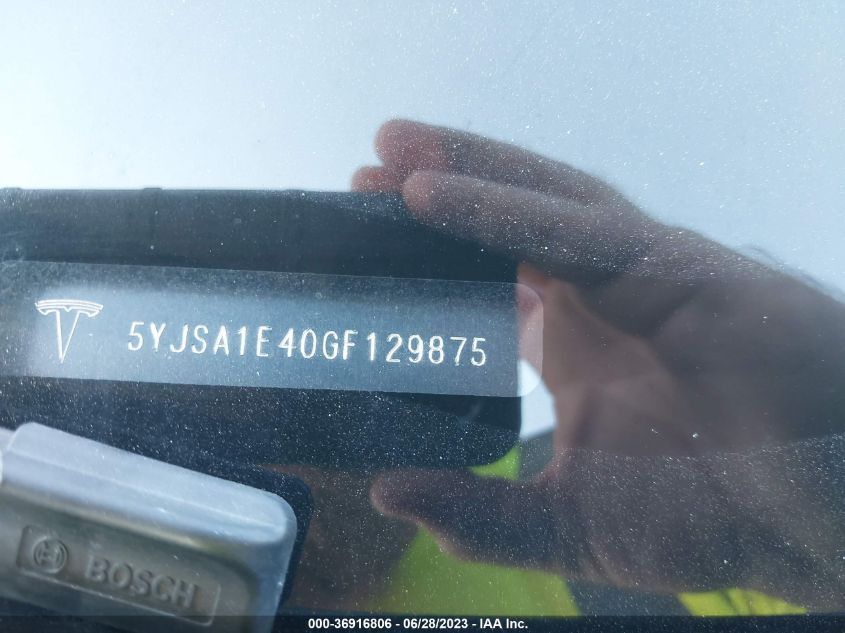 5YJSA1E40GF129875
BOSCH
000-36916806 - 06/28/2023 - IAA Inc.